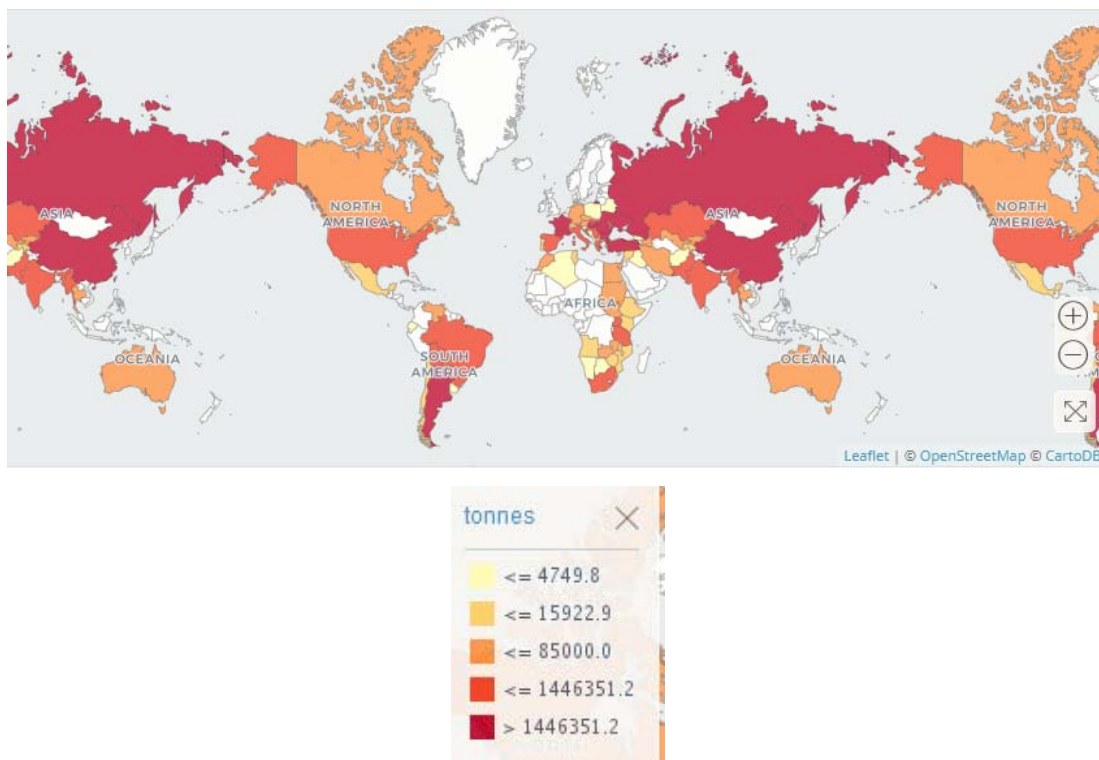 ASIA
NORTH
AMERICA
ASIA
NORTH
AMERICA
AFRICA
OCEANIA
SOUTH
AMERICA
OCEANIA
Leaflet | © OpenStreetMap © CartoDB
tonnes
<= 4749.8
<= 15922.9
<= 85000.0
<= 1446351.2
> 1446351.2